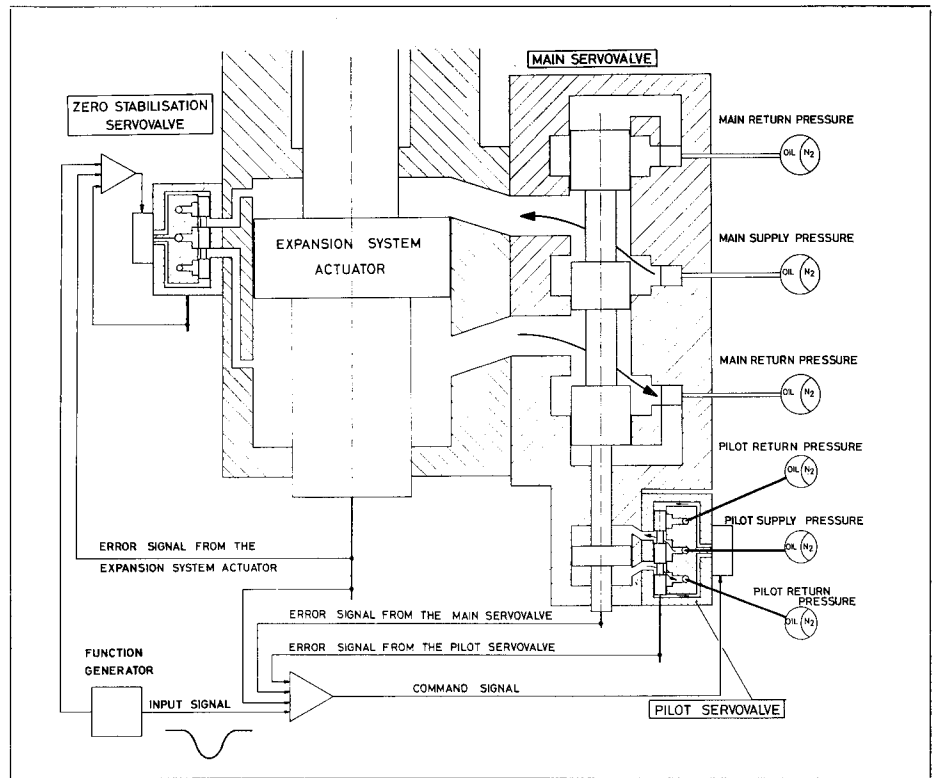 MAIN SERVOVALVE
ZERO STABILISATION
SERVOVALVE
MAIN RETURN PRESSURE
OIL N2
MAIN SUPPLY PRESSURE
OIL N2
EXPANSION SYSTEM
ACTUATOR
MAIN RETURN PRESSURE
OIL N2
PILOT RETURN PRESSURE
OIL N2
PILOT SUPPLY PRESSURE
OIL N2
PILOT RETURN
PRESSURE
OIL N2
ERROR SIGNAL FROM THE
EXPANSION SYSTEM ACTUATOR
ERROR SIGNAL FROM THE MAIN SERVOVALVE
ERROR SIGNAL FROM THE PILOT SERVOVALVE
FUNCTION
GENERATOR
INPUT SIGNAL
COMMAND SIGNAL
PILOT SERVOVALVE